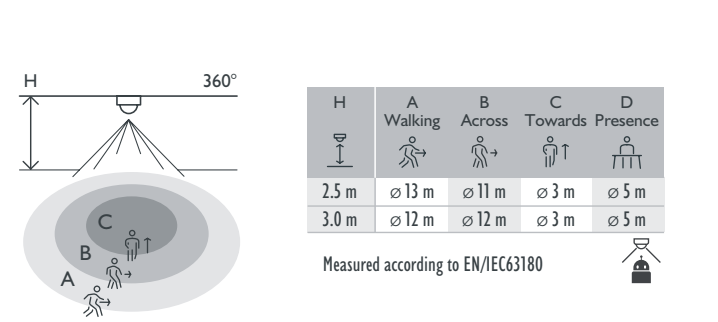 H 360°
C
B
A
H A B C D
Walking Across Towards Presence
2.5 m ⌀ 13 m ⌀ 11 m ⌀ 3 m ⌀ 5 m
3.0 m ⌀ 12 m ⌀ 12 m ⌀ 3 m ⌀ 5 m
Measured according to EN/IEC63180